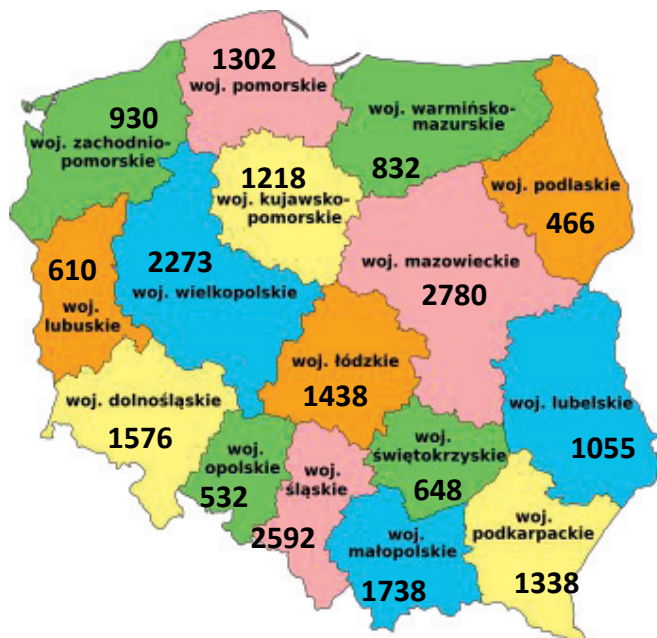 1302
woj. pomorskie
930
woj. zachodnio-
pomorskie
woj. warmińsko-
mazurskie
832
1218
woj. kujawsko-
pomorskie
woj. podlaskie
466
610
woj.
lubuskie
2273
woj. wielkopolskie
woj. mazowieckie
2780
woj. łódzkie
1438
woj. dolnośląskie
1576
woj. lubelskie
1055
woj.
opolskie
532
woj.
śląskie
2592
woj.
świętokrzyskie
648
woj.
małopolskie
1738
woj.
podkarpackie
1338